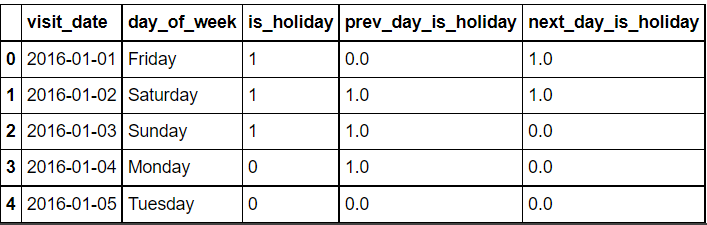 visit_date day_of_week is_holiday prev_day_is_holiday next_day_is_holiday
0 2016-01-01 Friday 1 0.0 1.0
1 2016-01-02 Saturday 1 1.0 1.0
2 2016-01-03 Sunday 1 1.0 0.0
3 2016-01-04 Monday 0 1.0 0.0
4 2016-01-05 Tuesday 0 0.0 0.0